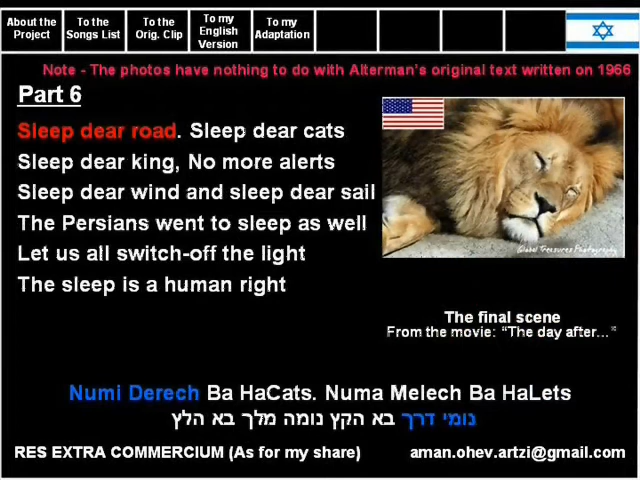 About the Project
To the Songs List
To the Orig. Clip
To my English Version
To my Adaptation
Note - The photos have nothing to do with Alterman's original text written on 1966
Part 6
Sleep dear road. Sleep dear cats
Sleep dear king, No more alerts
Sleep dear wind and sleep dear sail
The Persians went to sleep as well
Let us all switch-off the light
The sleep is a human right
Global Treasures Photography
The final scene
From the movie: "The day after..."
Numi Derech Ba HaCats. Numa Melech Ba HaLets
נומי דרך בא הקץ נומה מלך בא הלץ
RES EXTRA COMMERCIUM (As for my share)
aman.ohev.artzi@gmail.com